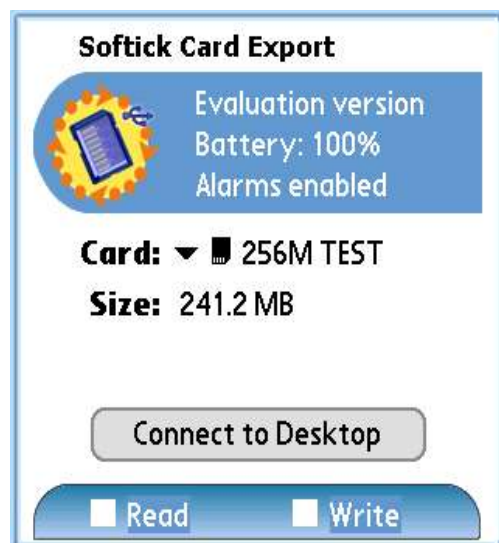 Softick Card Export
Evaluation version
Battery: 100%
Alarms enabled
Card: 256M TEST
Size: 241.2 MB
Connect to Desktop
Read Write